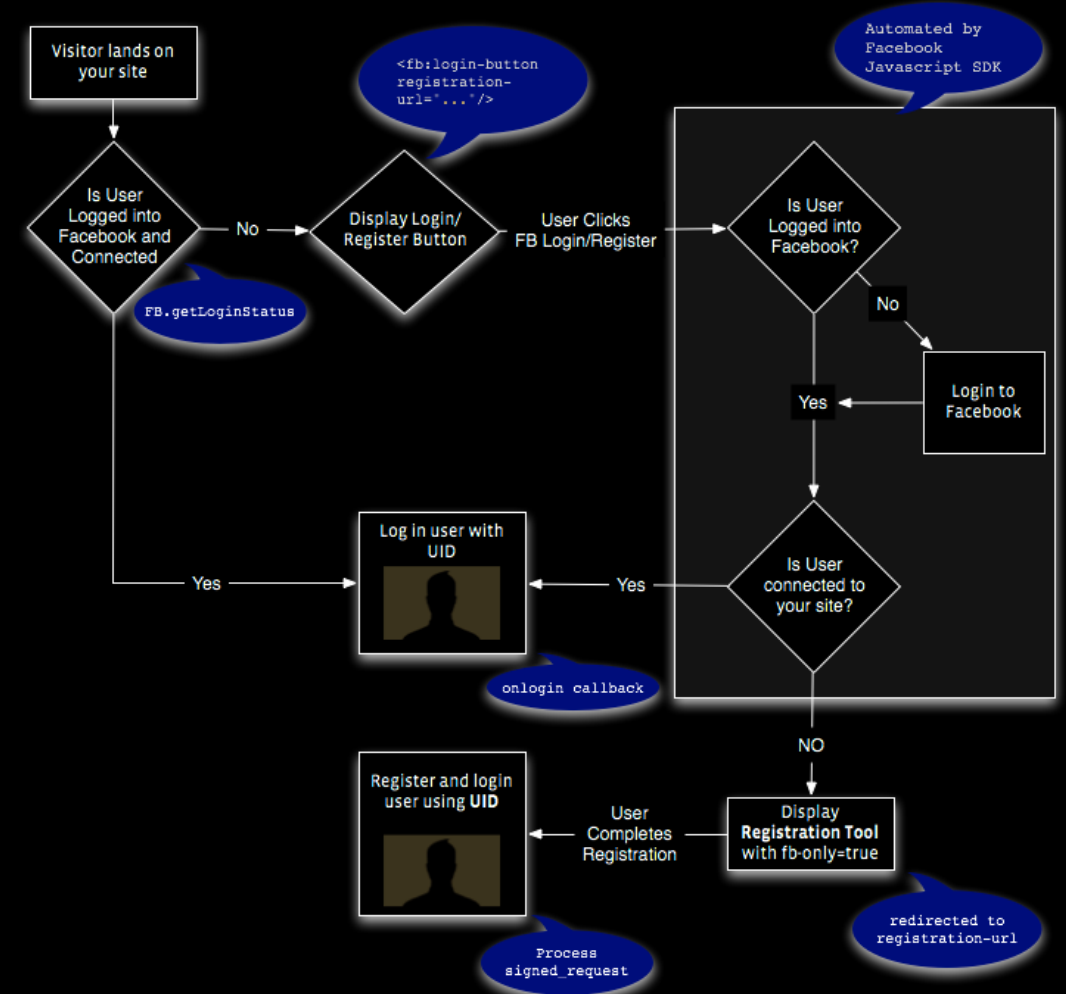 Visitor lands on
your site
<fb:login-button
registration-
url="..."/>
Automated by
Facebook
Javascript SDK
Is User
Logged into
Facebook and
Connected
No
Display Login/
Register Button
User Clicks
FB Login/Register
Is User
Logged into
Facebook?
FB.getLoginStatus
No
Yes
Login to
Facebook
Log in user with
UID
Yes
Yes
Is User
connected to
your site?
onlogin callback
NO
Register and login
user using UID
User
Completes
Registration
Display
Registration Tool
with fb-only=true
redirected to
registration-url
Process
signed_request